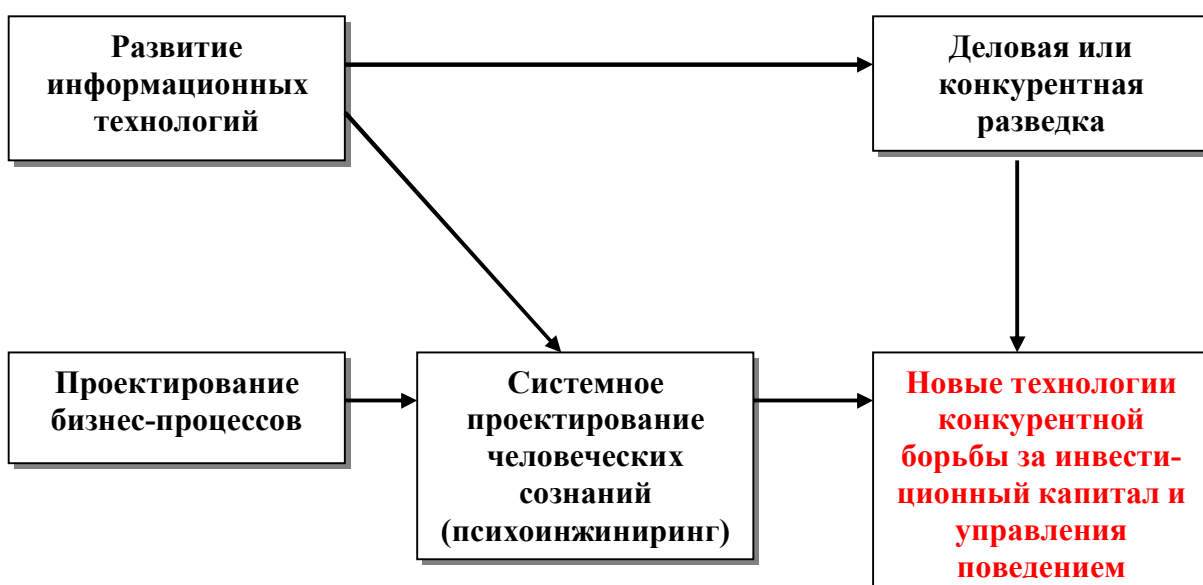 Развитие
информационных
технологий
Деловая или
конкурентная
разведка
Проектирование
бизнес-процессов
Системное
проектирование
человеческих
сознаний
(психоинжиниринг)
Новые технологии
конкурентной
борьбы за инвести-
ционный капитал и
управления
поведением